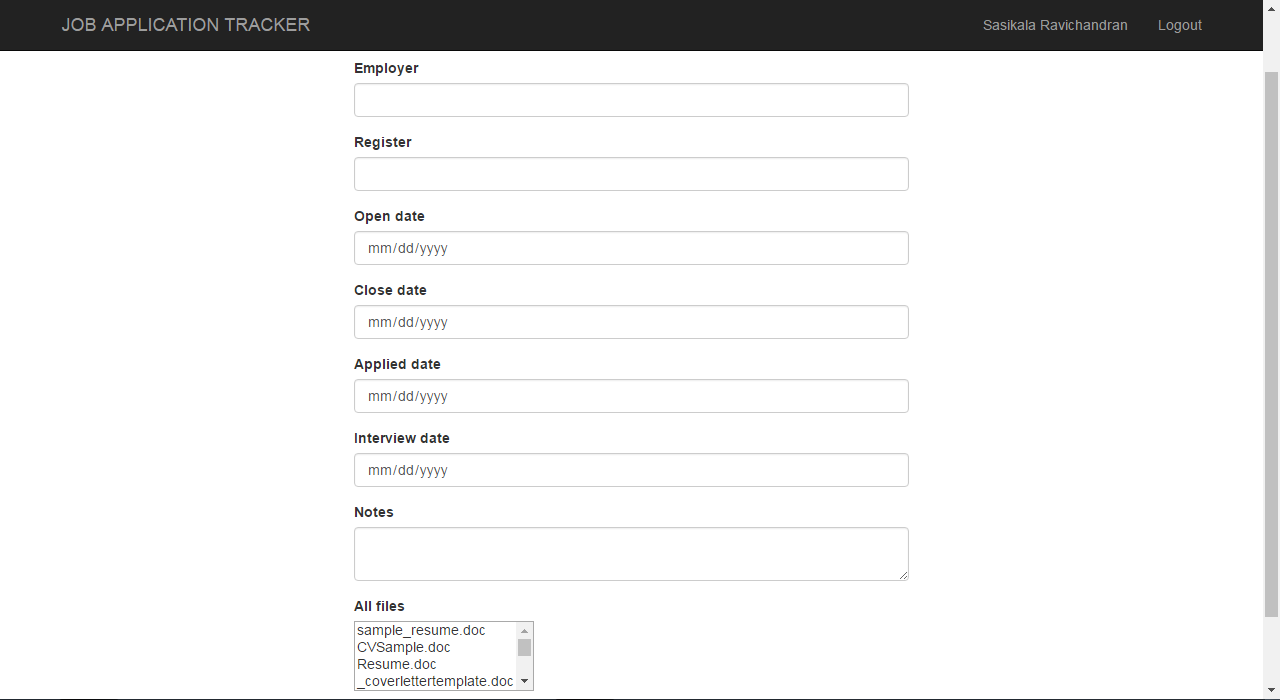 JOB APPLICATION TRACKER
Sasikala Ravichandran Logout
Employer
Register
Open date
mm/dd/yyyy
Close date
mm/dd/yyyy
Applied date
mm/dd/yyyy
Interview date
mm/dd/yyyy
Notes
All files
sample_resume.doc
CVSample.doc
Resume.doc
_coverlettertemplate.doc